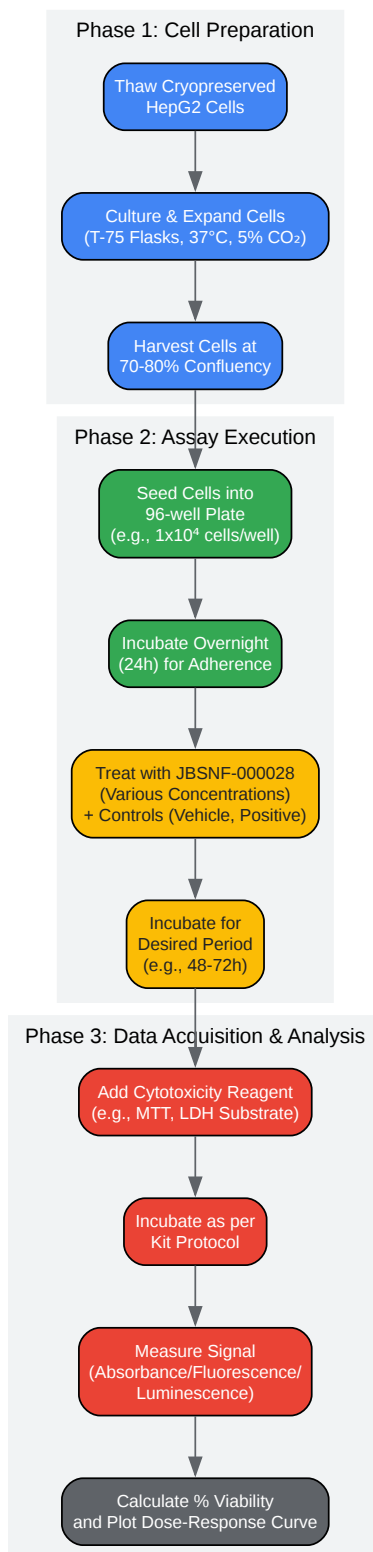 Phase 1: Cell Preparation
Thaw Cryopreserved
HepG2 Cells
Culture & Expand Cells
(T-75 Flasks, 37°C, 5% CO₂)
Harvest Cells at
70-80% Confluency
Phase 2: Assay Execution
Seed Cells into
96-well Plate
(e.g., 1x10⁴ cells/well)
Incubate Overnight
(24h) for Adherence
Treat with JBSNF-000028
(Various Concentrations)
+ Controls (Vehicle, Positive)
Incubate for
Desired Period
(e.g., 48-72h)
Phase 3: Data Acquisition & Analysis
Add Cytotoxicity Reagent
(e.g., MTT, LDH Substrate)
Incubate as per
Kit Protocol
Measure Signal
(Absorbance/Fluorescence/
Luminescence)
Calculate % Viability
and Plot Dose-Response Curve